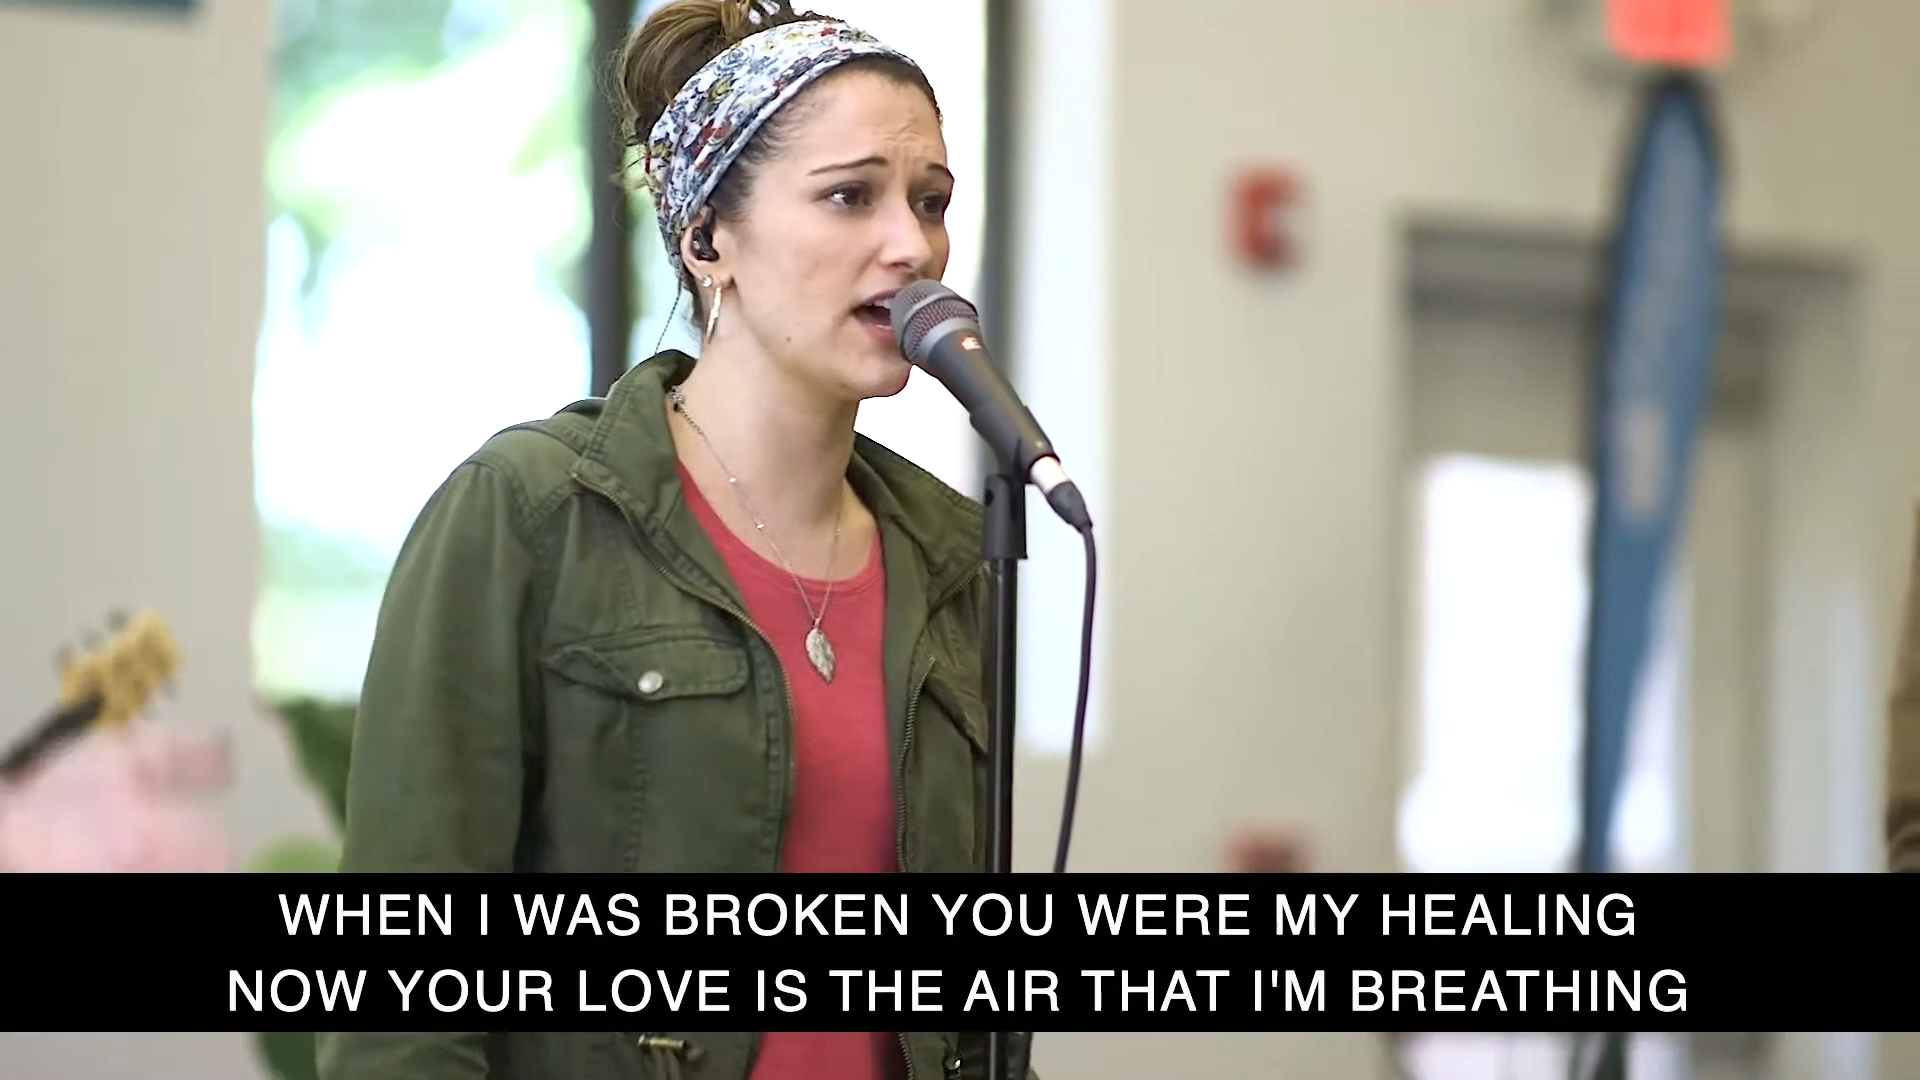 WHEN I WAS BROKEN YOU WERE MY HEALING
NOW YOUR LOVE IS THE AIR THAT I'M BREATHING